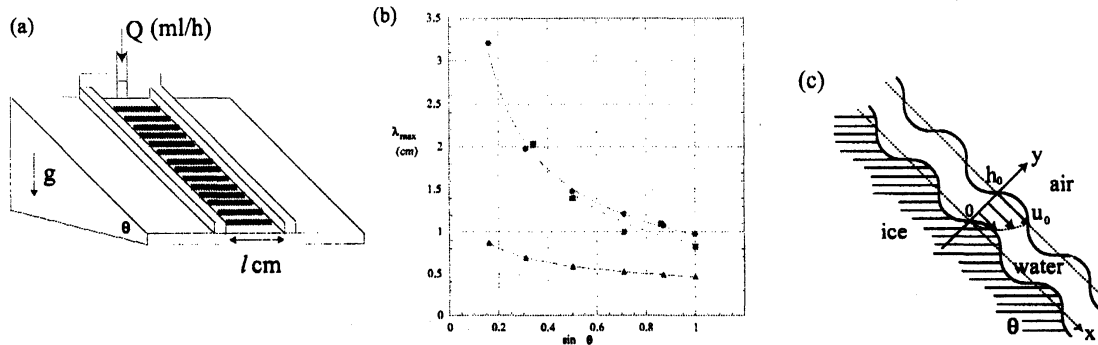 (a)
Q (ml/h)
g
θ
l cm
(b)
3.5
3
2.5
λmax
(cm)
2
1.5
1
0.5
0
0 0.2 0.4 0.6 0.8 1
sin θ
(c)
y
h₀
air
0
u₀
ice
water
θ
x